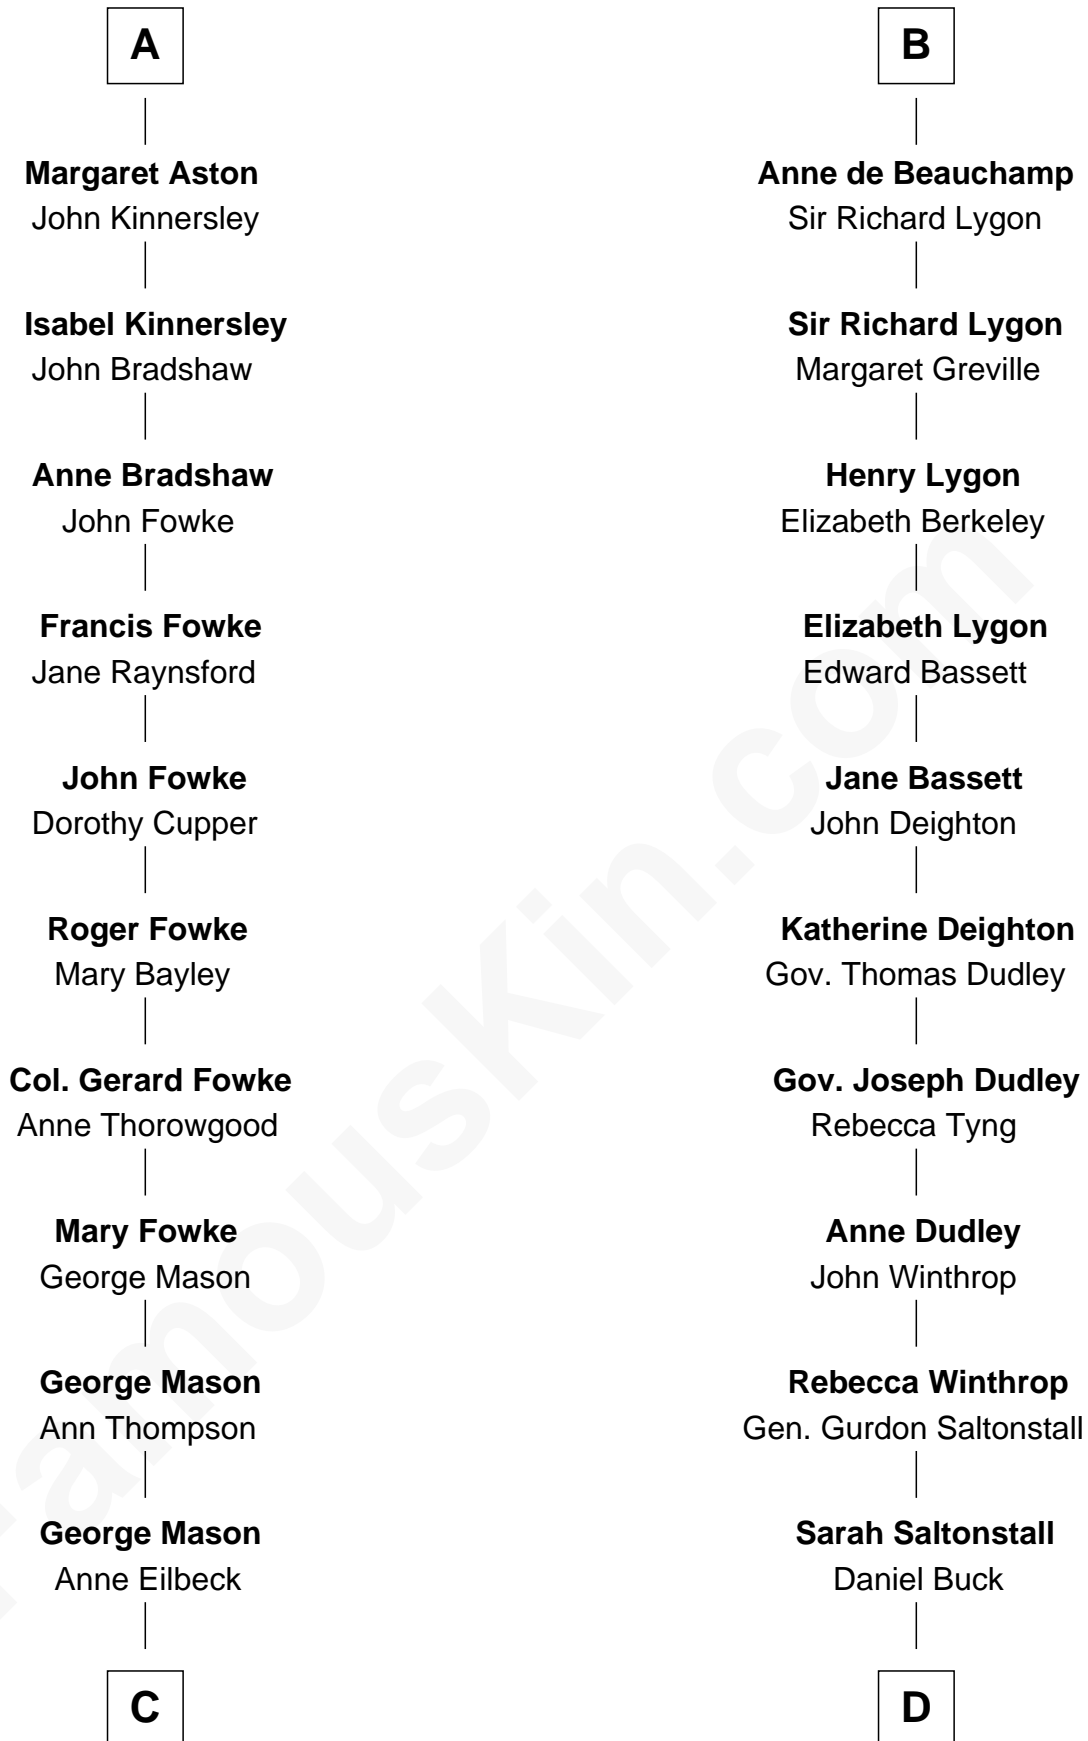 A
Margaret Aston
John Kinnersley
Isabel Kinnersley
John Bradshaw
Anne Bradshaw
John Fowke
Francis Fowke
Jane Raynsford
John Fowke
Dorothy Cupper
Roger Fowke
Mary Bayley
Col. Gerard Fowke
Anne Thorowgood
Mary Fowke
George Mason
George Mason
Ann Thompson
George Mason
Anne Eilbeck
C
B
Anne de Beauchamp
Sir Richard Lygon
Sir Richard Lygon
Margaret Greville
Henry Lygon
Elizabeth Berkeley
Elizabeth Lygon
Edward Bassett
Jane Bassett
John Deighton
Katherine Deighton
Gov. Thomas Dudley
Gov. Joseph Dudley
Rebecca Tyng
Anne Dudley
John Winthrop
Rebecca Winthrop
Gen. Gurdon Saltonstall
Sarah Saltonstall
Daniel Buck
D
FamousKin.com